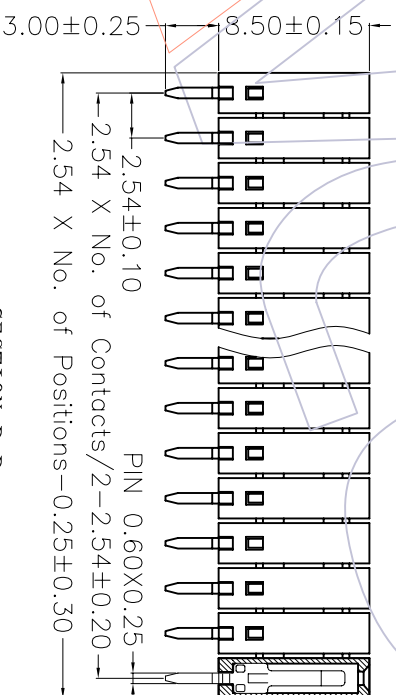 3.00±0.25
8.50±0.15
2.54±0.10
PIN 0.60X0.25
2.54 X No. of Contacts/2-2.54±0.20
2.54 X No. of Positions-0.25±0.30